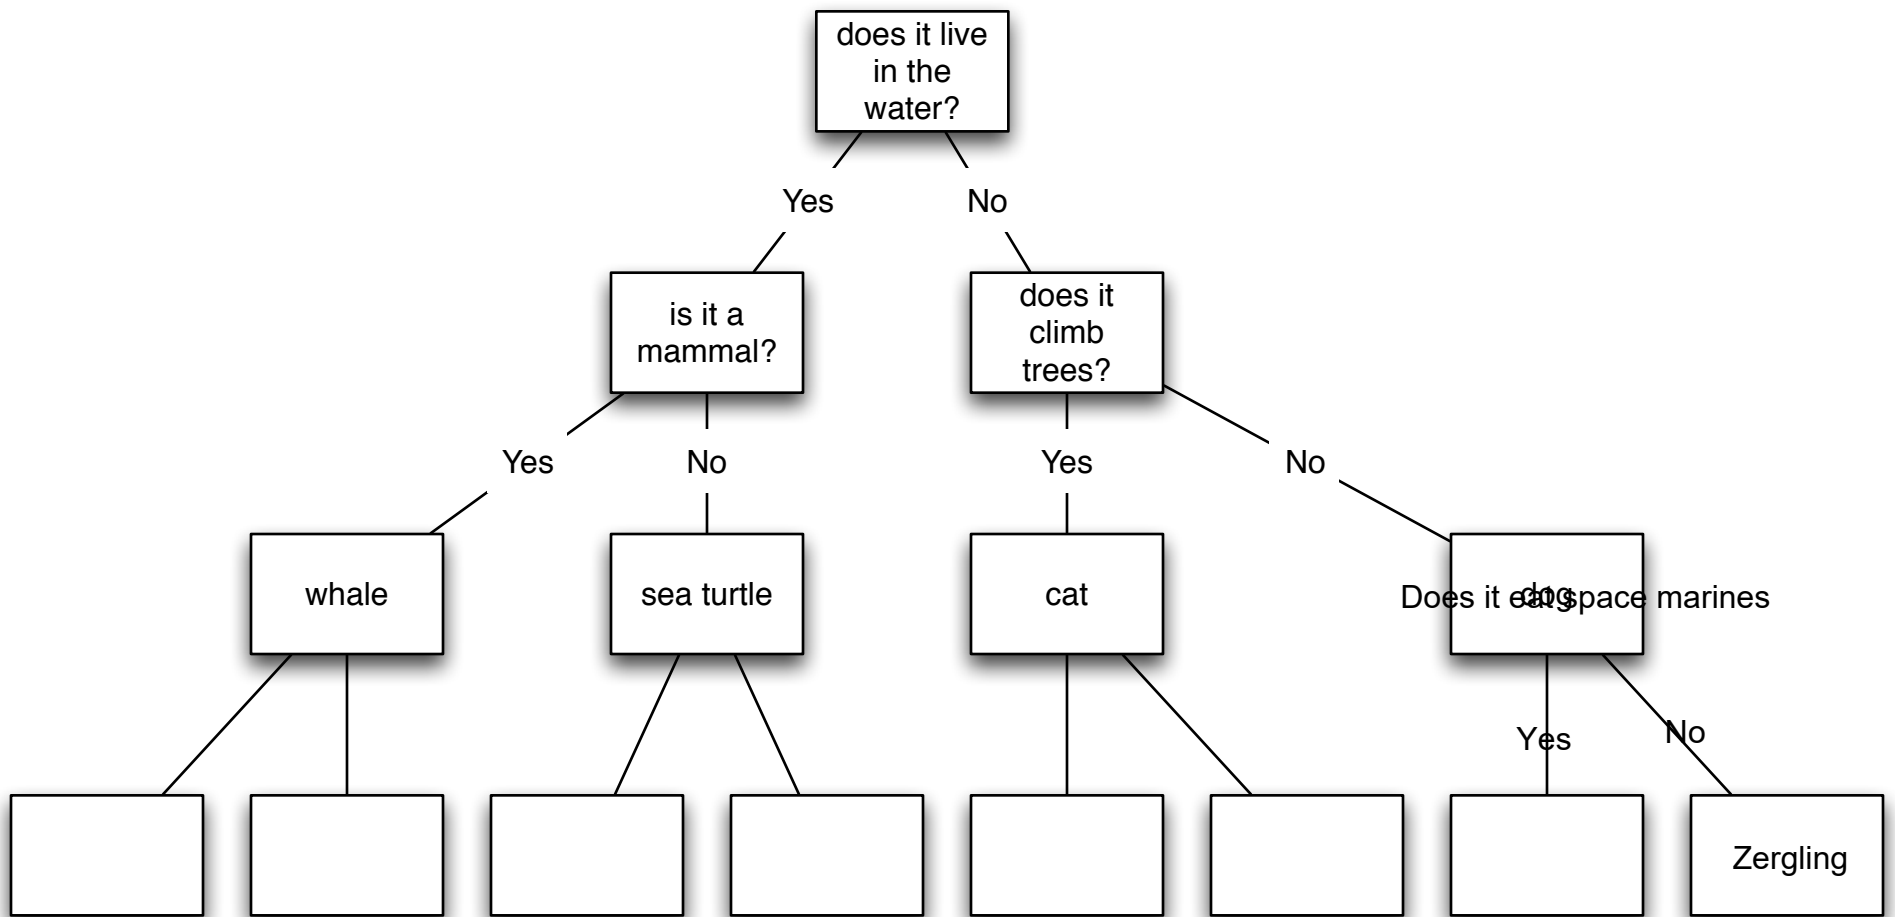 does it live
in the
water?
Yes
No
is it a
mammal?
does it
climb
trees?
Yes
No
Yes
No
whale
sea turtle
cat
dog
Does it eat space marines
Yes
No
Zergling